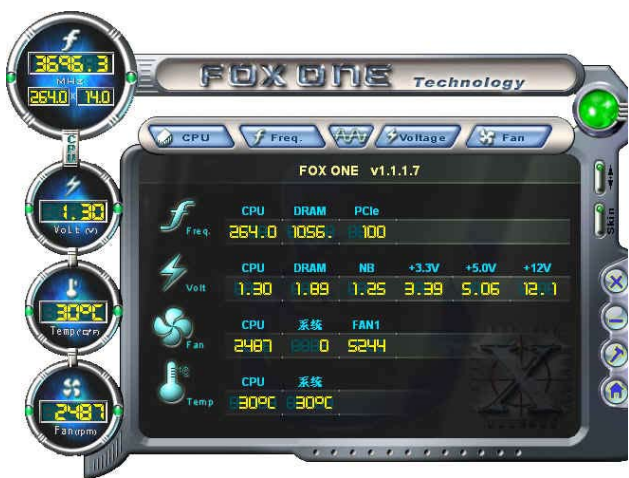 3696.3
MHz
264.0 x 14.0
FOX ONE Technology
CPU Freq. Voltage Fan
FOX ONE v1.1.1.7
CPU
1.30
Volt (V)
30°C
Temp (°C/°F)
2487
Fan (rpm)
CPU DRAM PCIe
Freq. 264.0 1056. 100
CPU DRAM NB +3.3V +5.0V +12V
Volt 1.30 1.89 1.25 3.39 5.06 12.1
CPU 系统 FAN1
Fan 2487 0 5244
CPU 系统
Temp 30°C 30°C
Skin